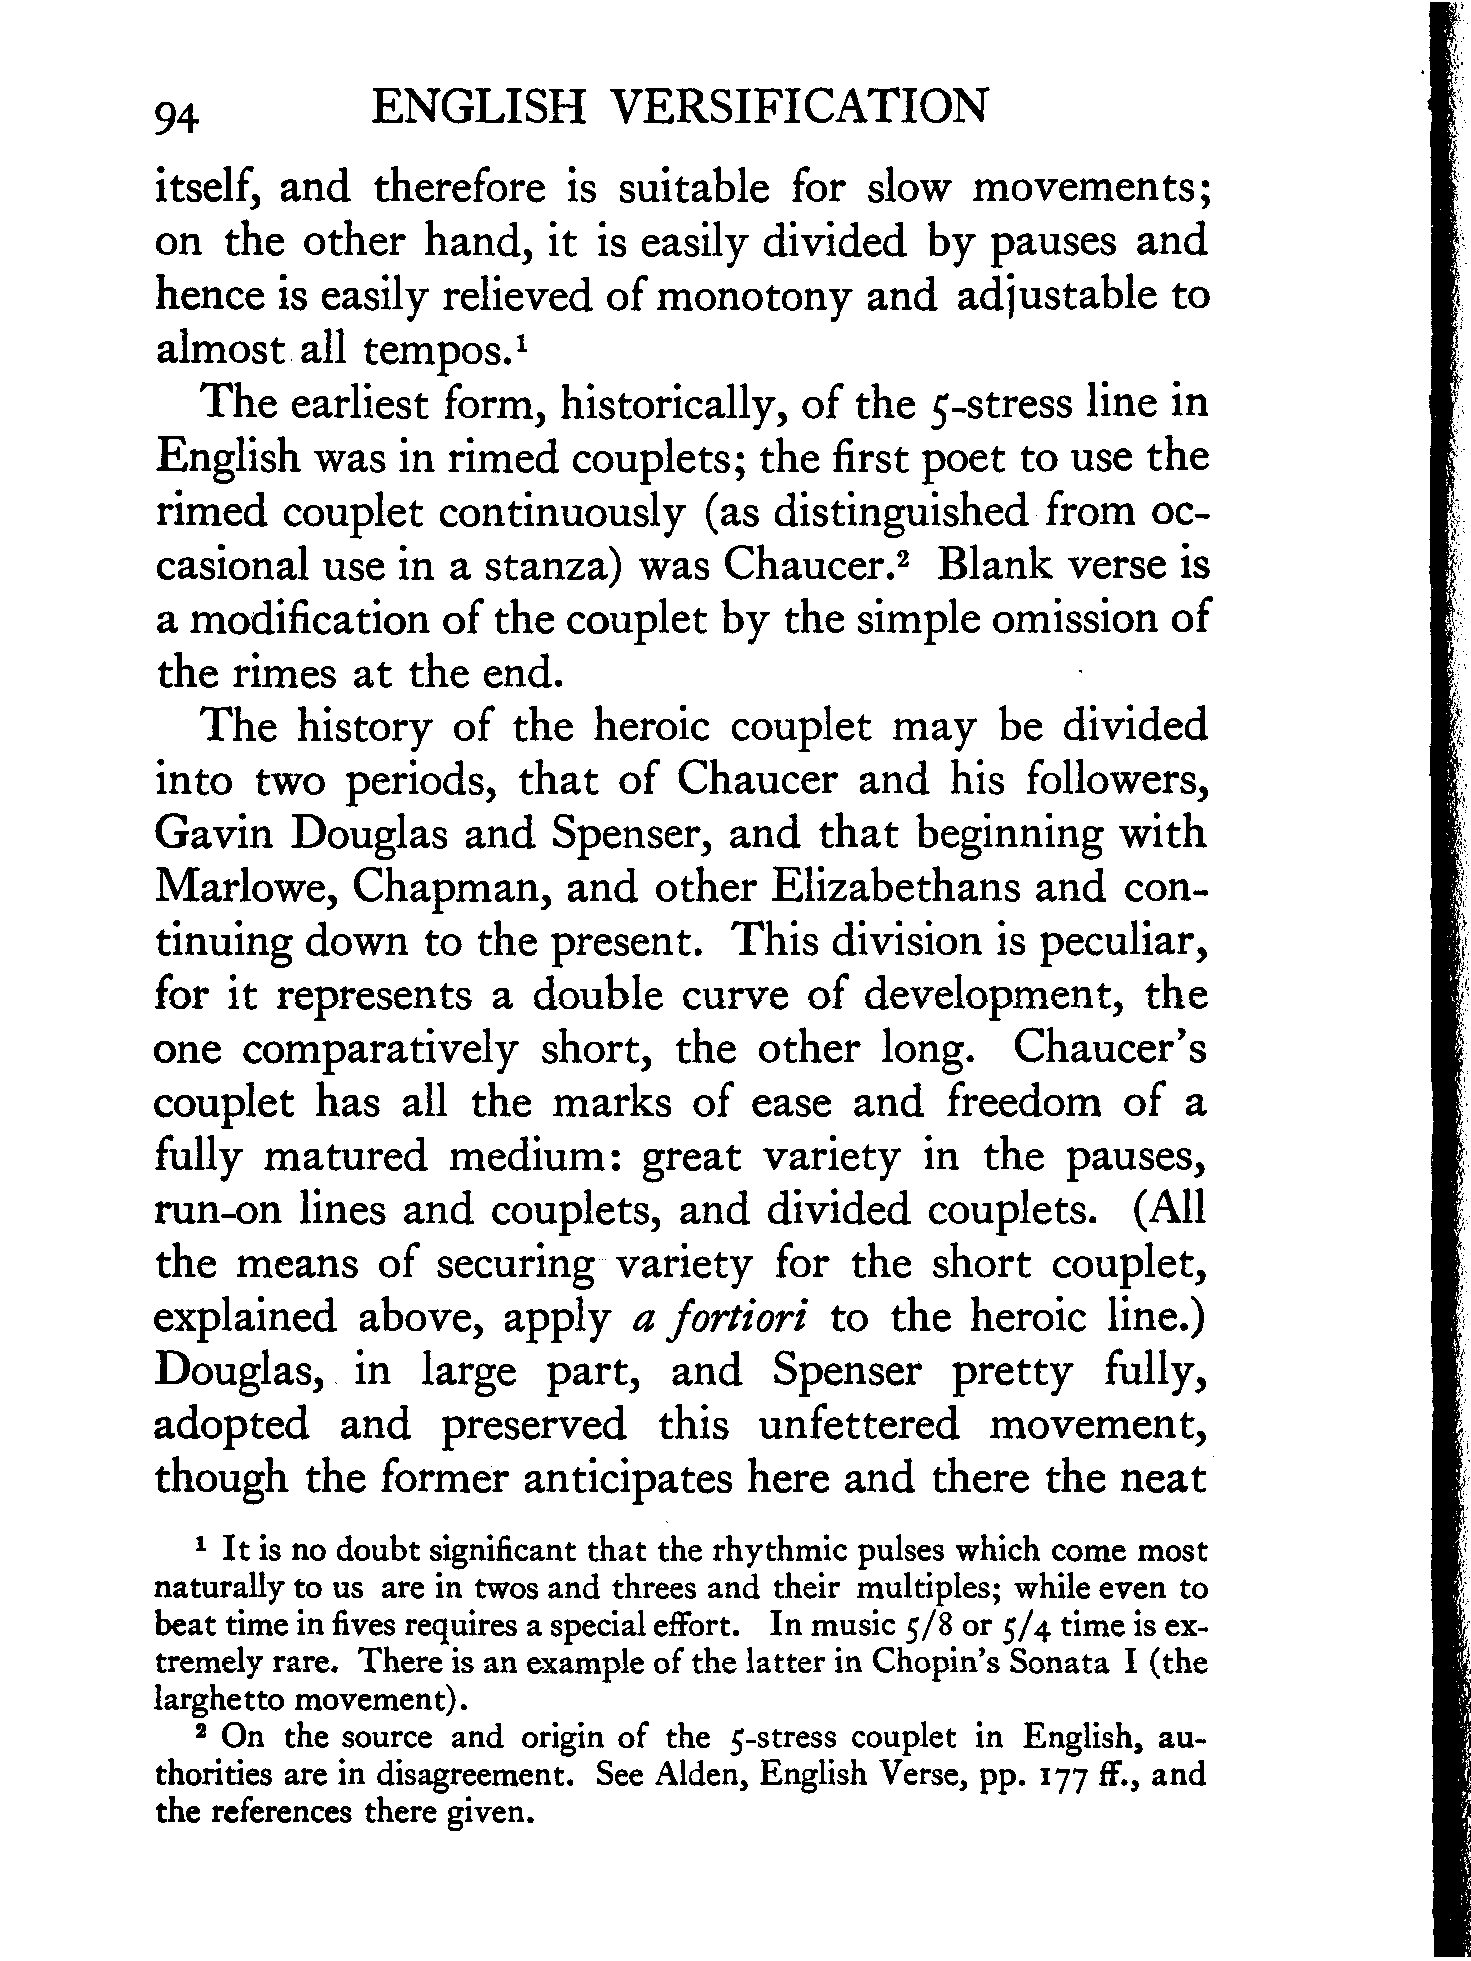 94 ENGLISH VERSIFICATION
itself, and therefore is suitable for slow movements;
on the other hand, it is easily divided by pauses and
hence is easily relieved of monotony and adjustable to
almost all tempos.¹
The earliest form, historically, of the 5-stress line in
English was in rimed couplets; the first poet to use the
rimed couplet continuously (as distinguished from oc-
casional use in a stanza) was Chaucer.² Blank verse is
a modification of the couplet by the simple omission of
the rimes at the end.
The history of the heroic couplet may be divided
into two periods, that of Chaucer and his followers,
Gavin Douglas and Spenser, and that beginning with
Marlowe, Chapman, and other Elizabethans and con-
tinuing down to the present. This division is peculiar,
for it represents a double curve of development, the
one comparatively short, the other long. Chaucer's
couplet has all the marks of ease and freedom of a
fully matured medium: great variety in the pauses,
run-on lines and couplets, and divided couplets. (All
the means of securing variety for the short couplet,
explained above, apply a fortiori to the heroic line.)
Douglas, in large part, and Spenser pretty fully,
adopted and preserved this unfettered movement,
though the former anticipates here and there the neat
¹ It is no doubt significant that the rhythmic pulses which come most
naturally to us are in twos and threes and their multiples; while even to
beat time in fives requires a special effort. In music 5/8 or 5/4 time is ex-
tremely rare. There is an example of the latter in Chopin's Sonata I (the
larghetto movement).
² On the source and origin of the 5-stress couplet in English, au-
thorities are in disagreement. See Alden, English Verse, pp. 177 ff., and
the references there given.